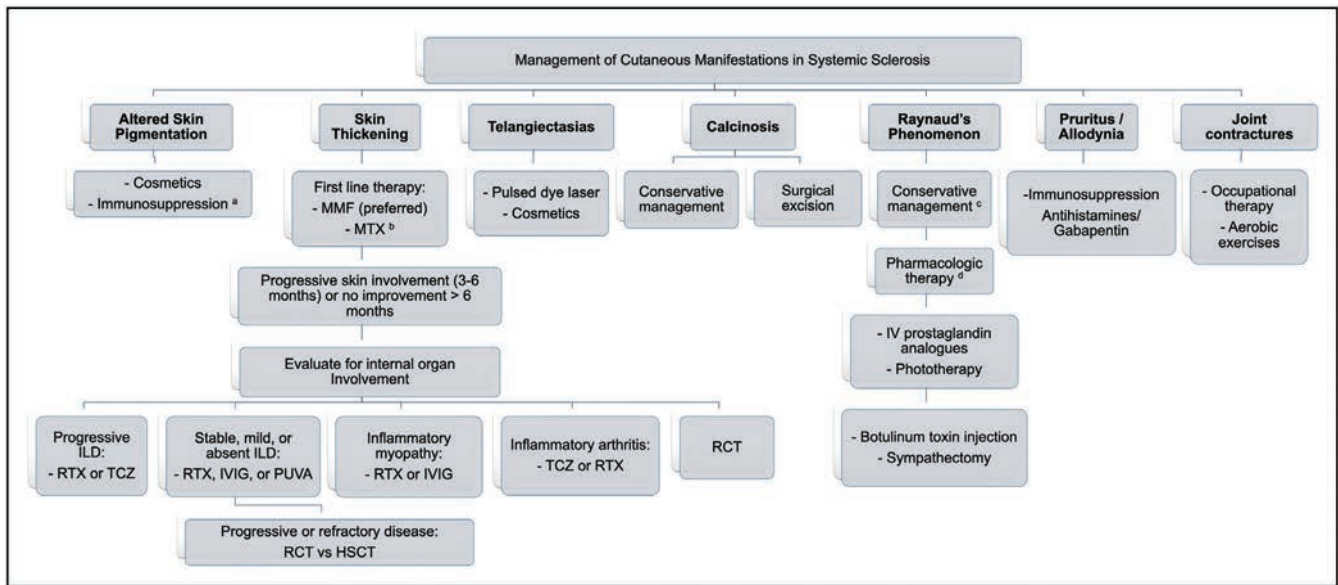 Management of Cutaneous Manifestations in Systemic Sclerosis
Altered Skin
Pigmentation
Skin
Thickening
Telangiectasias
Calcinosis
Raynaud's
Phenomenon
Pruritus /
Allodynia
Joint
contractures
- Cosmetics
- Immunosuppression a
First line therapy:
- MMF (preferred)
- MTX b
- Pulsed dye laser
- Cosmetics
Conservative
management
Surgical
excision
Conservative
management c
-Immunosuppression
Antihistamines/
Gabapentin
- Occupational
therapy
- Aerobic
exercises
Progressive skin involvement (3-6
months) or no improvement > 6
months
Pharmacologic
therapy d
Evaluate for internal organ
Involvement
- IV prostaglandin
analogues
- Phototherapy
Progressive
ILD:
- RTX or TCZ
Stable, mild, or
absent ILD:
- RTX, IVIG, or PUVA
Inflammatory
myopathy:
- RTX or IVIG
Inflammatory arthritis:
- TCZ or RTX
RCT
- Botulinum toxin injection
- Sympathectomy
Progressive or refractory disease:
RCT vs HSCT